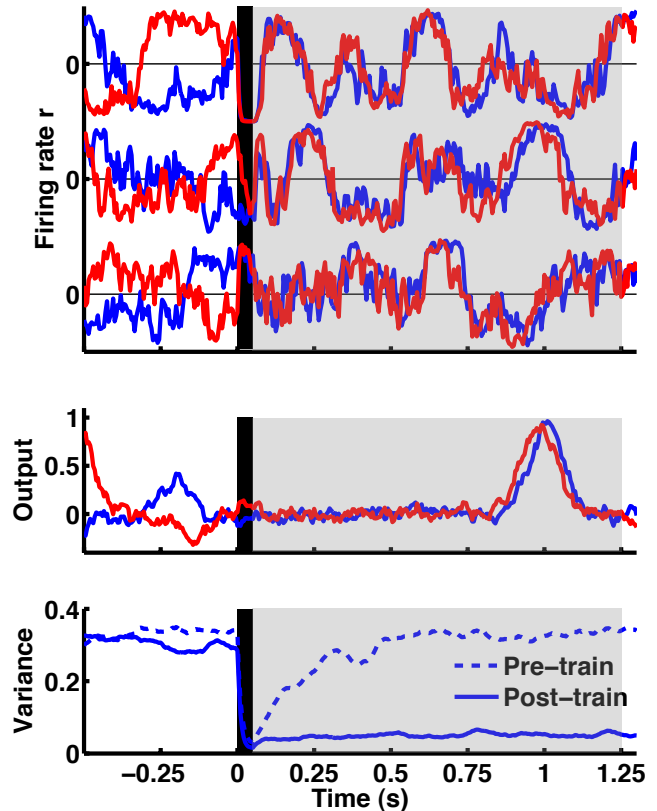 Firing rate r
0
0
0
Output
1
0.5
0
Variance
0.4
0.2
0
Pre−train
Post−train
−0.25
0
0.25
0.5
0.75
1
1.25
Time (s)